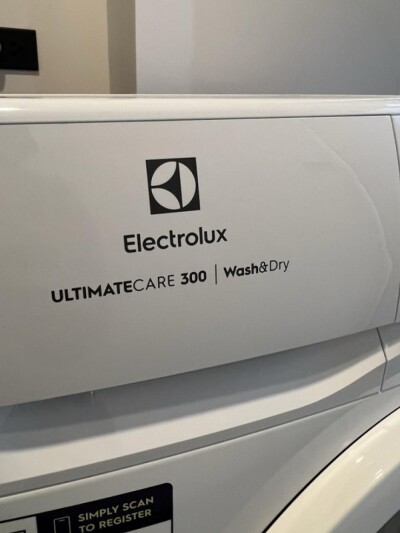 Electrolux
ULTIMATECARE 300 | Wash&Dry
SIMPLY SCAN
TO REGISTER